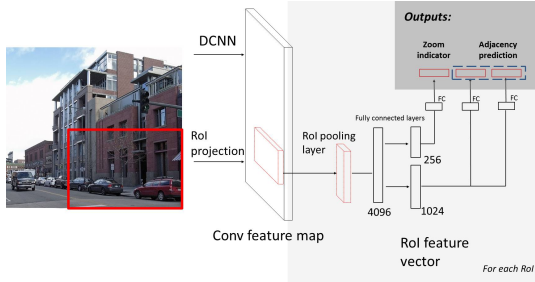 Outputs:
Zoom
indicator
Adjacency
prediction
DCNN
FC
FC
FC
RoI
projection
RoI pooling
layer
Fully connected layers
256
4096
1024
Conv feature map
RoI feature
vector
For each RoI